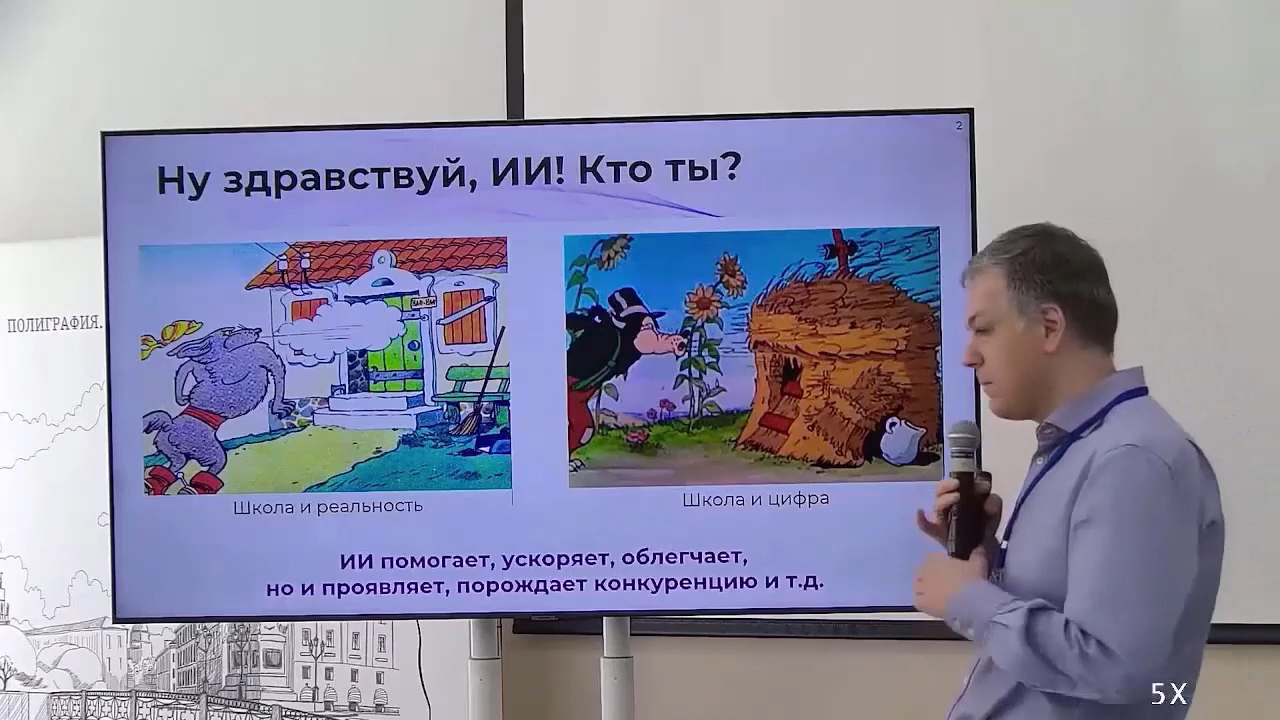 2
Ну здравствуй, ИИ! Кто ты?
ПОЛИГРАФИЯ.
Школа и реальность
Школа и цифра
ИИ помогает, ускоряет, облегчает,
но и проявляет, порождает конкуренцию и т.д.
5X